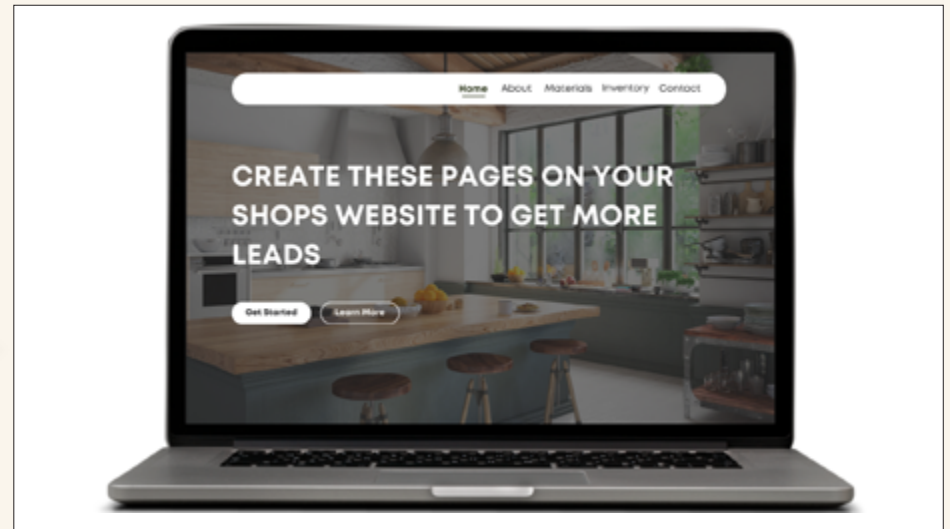 Home About Materials Inventory Contact
CREATE THESE PAGES ON YOUR
SHOPS WEBSITE TO GET MORE
LEADS
Get Started Learn More